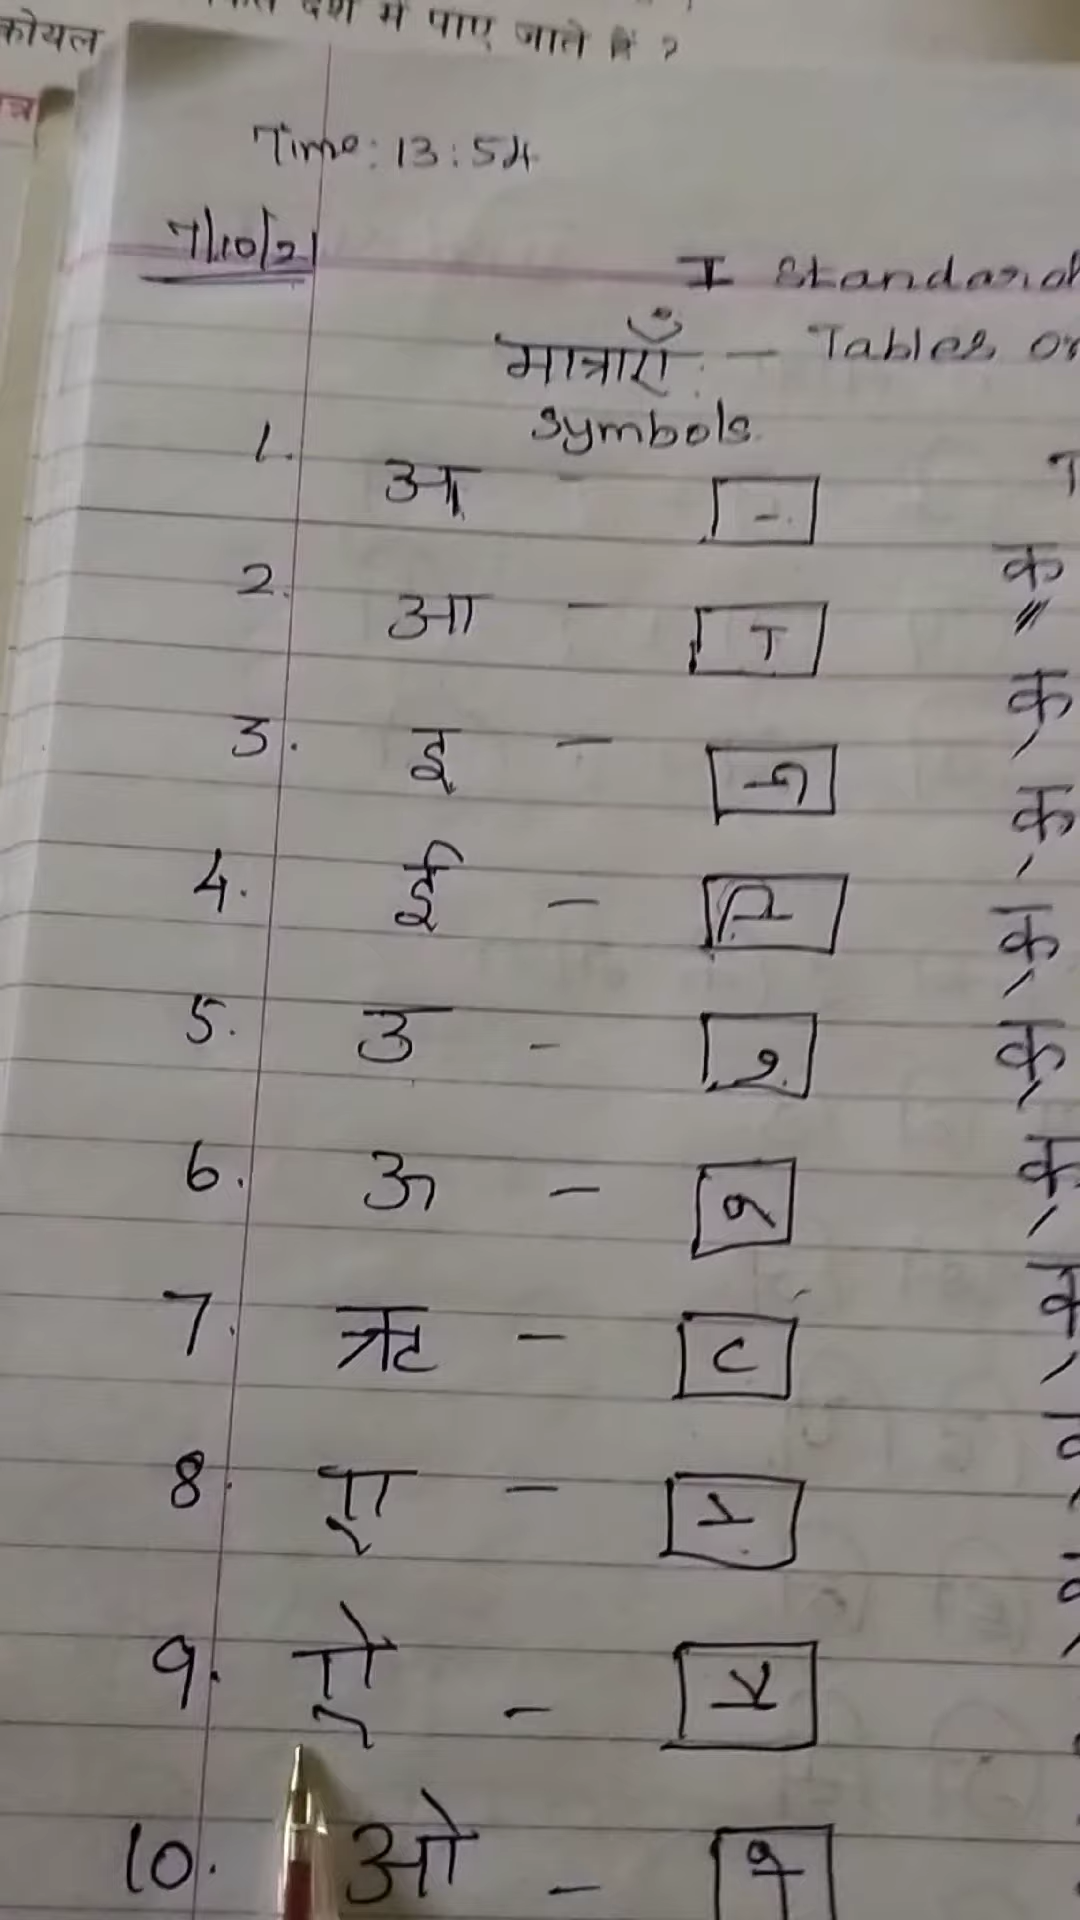 कोयल
में पाए जाते हैं ?
Time: 13:54
7/10/21
I Standard
मात्राएँ :- Tables or
symbols
1. अ - -
क
2. आ - ा
क
3. इ - ि
क
4. ई - ी
क
5. उ - ु
क
6. ऊ - ू
क
7. ऋ - ृ
क
8. ए - े
9. ऐ - ै
10. ओ - ो